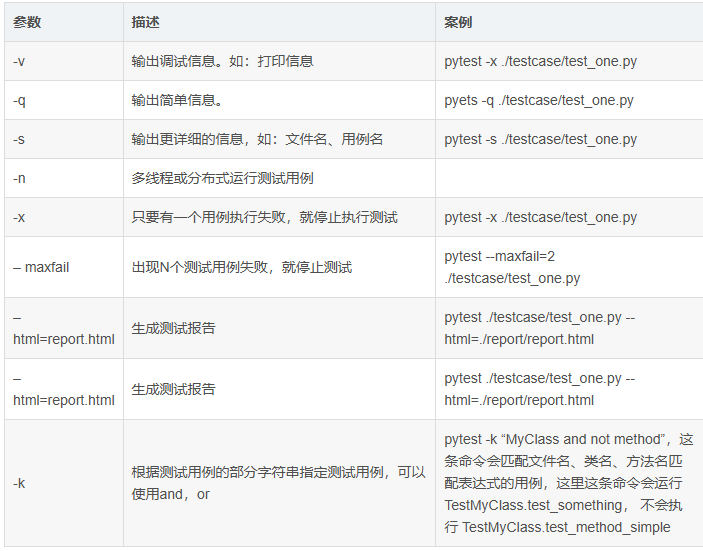 参数 描述 案例
-v 输出调试信息。如：打印信息 pytest -x ./testcase/test_one.py
-q 输出简单信息。 pyets -q ./testcase/test_one.py
-s 输出更详细的信息，如：文件名、用例名 pytest -s ./testcase/test_one.py
-n 多线程或分布式运行测试用例
-x 只要有一个用例执行失败，就停止执行测试 pytest -x ./testcase/test_one.py
– maxfail 出现N个测试用例失败，就停止测试 pytest --maxfail=2
./testcase/test_one.py
–
html=report.html
生成测试报告
pytest ./testcase/test_one.py --
html=./report/report.html
–
html=report.html
生成测试报告
pytest ./testcase/test_one.py --
html=./report/report.html
-k
根据测试用例的部分字符串指定测试用例，可以
使用and，or
pytest -k “MyClass and not method”，这
条命令会匹配文件名、类名、方法名匹
配表达式的用例，这里这条命令会运行
TestMyClass.test_something， 不会执
行 TestMyClass.test_method_simple